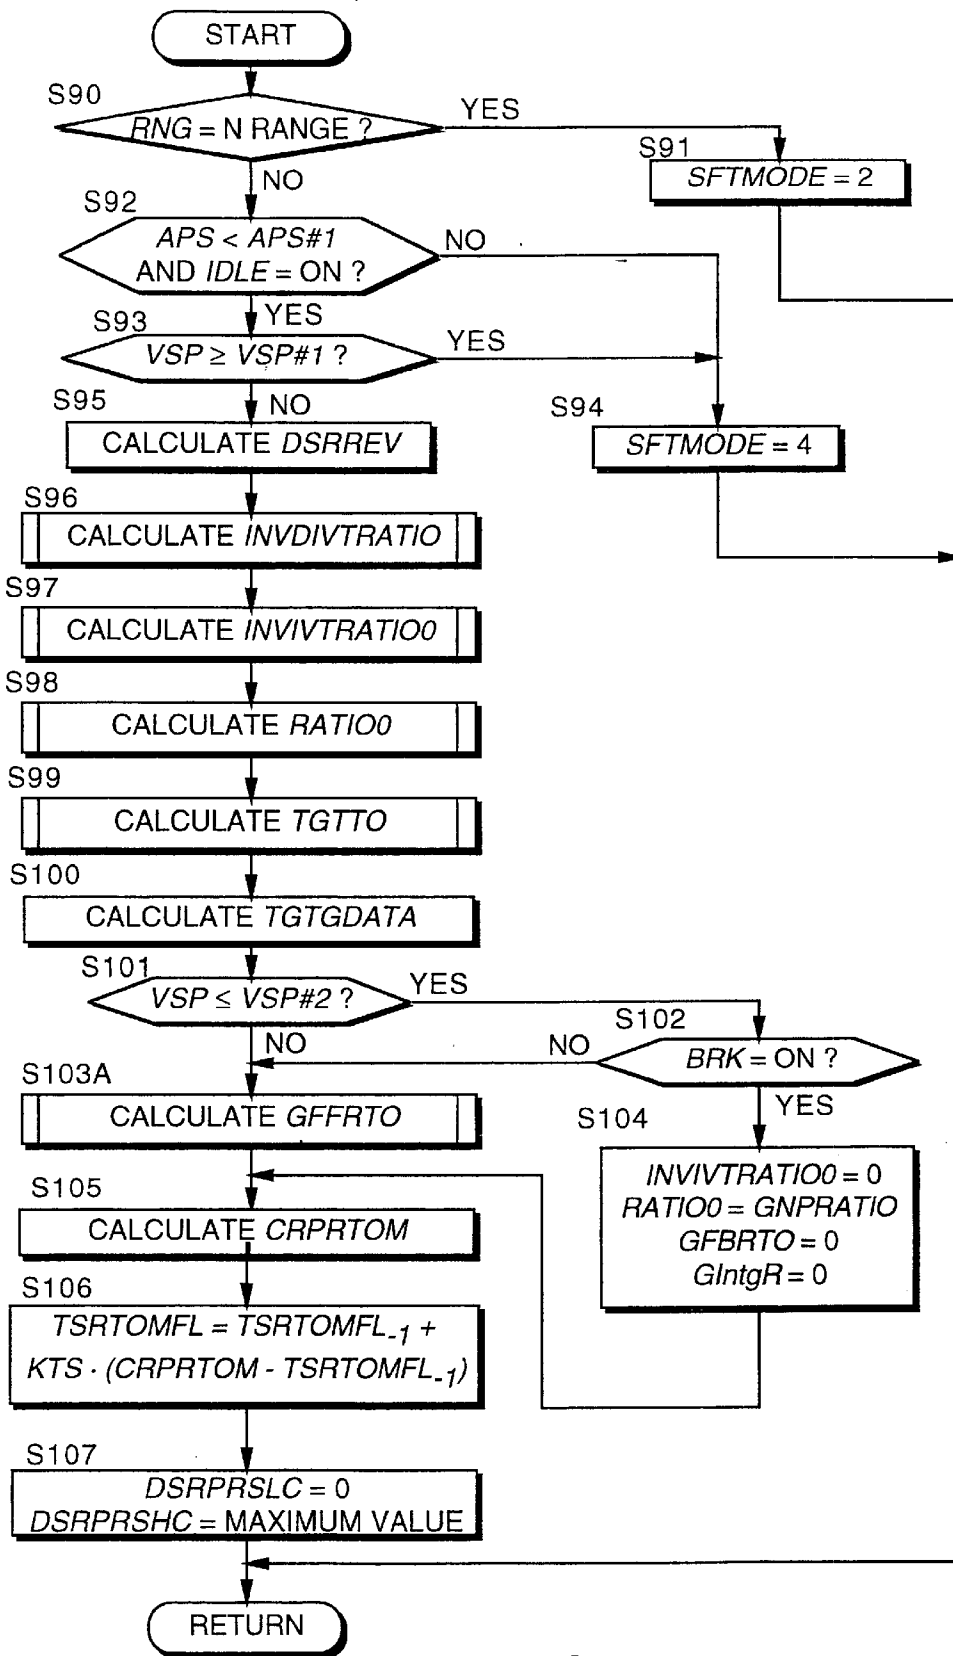 START
S90
RNG = N RANGE ?
YES
NO
S91
SFTMODE = 2
S92
APS < APS#1
AND IDLE = ON ?
NO
YES
S93
VSP ≥ VSP#1 ?
YES
NO
S94
SFTMODE = 4
S95
CALCULATE DSRREV
S96
CALCULATE INVDIVTRATIO
S97
CALCULATE INVIVTRATIO0
S98
CALCULATE RATIO0
S99
CALCULATE TGTTO
S100
CALCULATE TGTGDATA
S101
VSP ≤ VSP#2 ?
YES
NO
S102
BRK = ON ?
NO
YES
S103A
CALCULATE GFFRTO
S104
INVIVTRATIO0 = 0
RATIO0 = GNPRATIO
GFBRTO = 0
GIntgR = 0
S105
CALCULATE CRPRTOM
S106
TSRTOMFL = TSRTOMFL-1 +
KTS · (CRPRTOM - TSRTOMFL-1)
S107
DSRPRSLC = 0
DSRPRSHC = MAXIMUM VALUE
RETURN